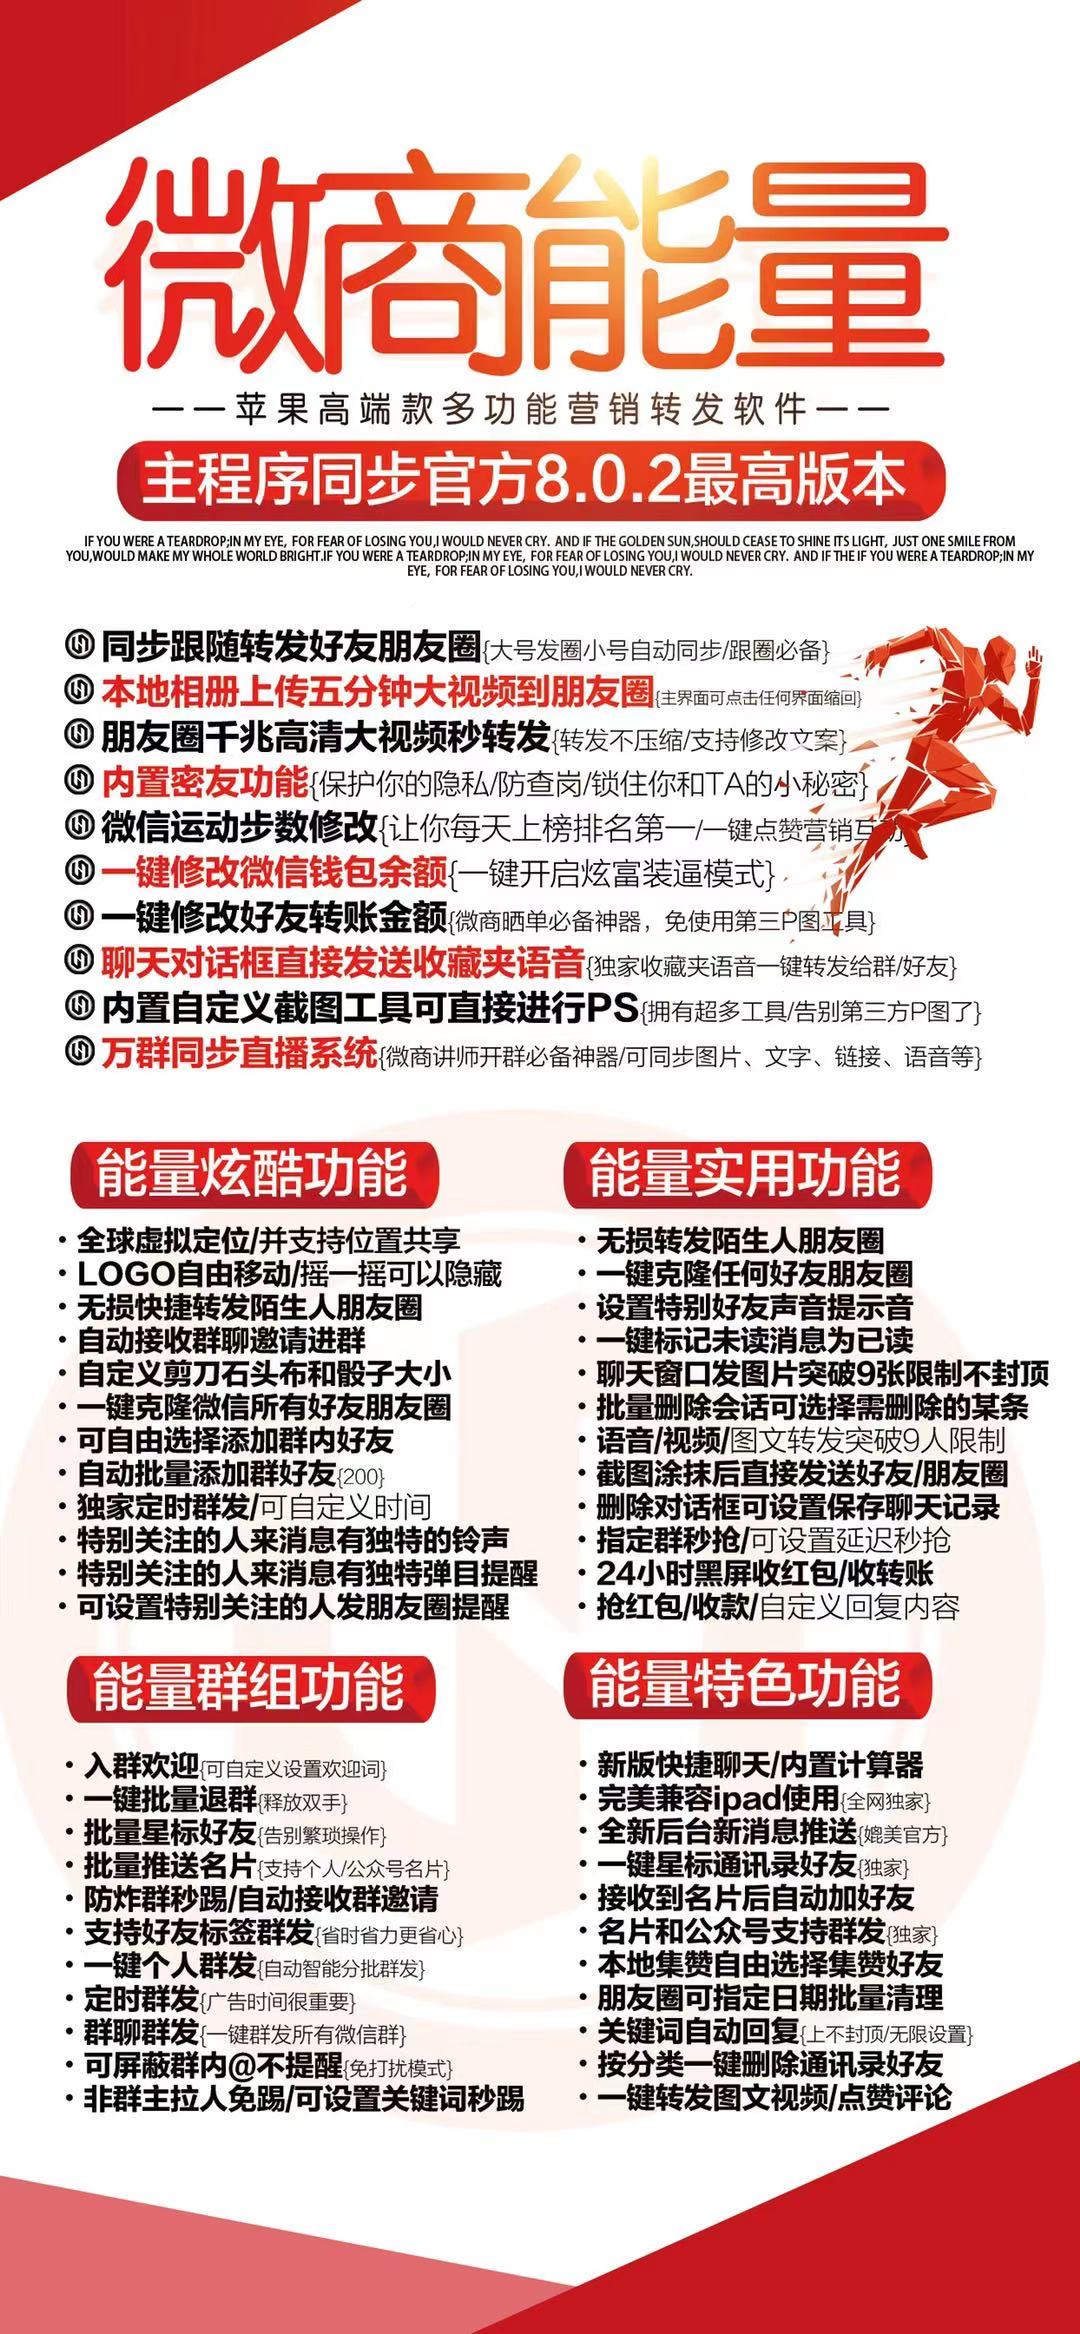 微商能量
——苹果高端款多功能营销转发软件——
主程序同步官方8.0.2最高版本
IF YOU WERE A TEARDROP;IN MY EYE, FOR FEAR OF LOSING YOU,I WOULD NEVER CRY. AND IF THE GOLDEN SUN,SHOULD CEASE TO SHINE ITS LIGHT, JUST ONE SMILE FROM
YOU,WOULD MAKE MY WHOLE WORLD BRIGHT.IF YOU WERE A TEARDROP;IN MY EYE, FOR FEAR OF LOSING YOU,I WOULD NEVER CRY. AND IF THE IF YOU WERE A TEARDROP;IN MY
EYE, FOR FEAR OF LOSING YOU,I WOULD NEVER CRY.
同步跟随转发好友朋友圈{大号发圈小号自动同步/跟圈必备}
本地相册上传五分钟大视频到朋友圈{主界面可点击任何界面缩回}
朋友圈千兆高清大视频秒转发{转发不压缩/支持修改文案}
内置密友功能{保护你的隐私/防查岗/锁住你和TA的小秘密}
微信运动步数修改{让你每天上榜排名第一/一键点赞营销互动}
一键修改微信钱包余额{一键开启炫富装逼模式}
一键修改好友转账金额{微商晒单必备神器，免使用第三P图工具}
聊天对话框直接发送收藏夹语音{独家收藏夹语音一键转发给群/好友}
内置自定义截图工具可直接进行PS{拥有超多工具/告别第三方P图了}
万群同步直播系统{微商讲师开群必备神器/可同步图片、文字、链接、语音等}
能量炫酷功能
·全球虚拟定位/并支持位置共享
·LOGO自由移动/摇一摇可以隐藏
·无损快捷转发陌生人朋友圈
·自动接收群聊邀请进群
·自定义剪刀石头布和骰子大小
·一键克隆微信所有好友朋友圈
·可自由选择添加群内好友
·自动批量添加群好友{200}
·独家定时群发/可自定义时间
·特别关注的人来消息有独特的铃声
·特别关注的人来消息有独特弹目提醒
·可设置特别关注的人发朋友圈提醒
能量实用功能
·无损转发陌生人朋友圈
·一键克隆任何好友朋友圈
·设置特别好友声音提示音
·一键标记未读消息为已读
·聊天窗口发图片突破9张限制不封顶
·批量删除会话可选择需删除的某条
·语音/视频/图文转发突破9人限制
·截图涂抹后直接发送好友/朋友圈
·删除对话框可设置保存聊天记录
·指定群秒抢/可设置延迟秒抢
·24小时黑屏收红包/收转账
·抢红包/收款/自定义回复内容
能量群组功能
·入群欢迎{可自定义设置欢迎词}
·一键批量退群{释放双手}
·批量星标好友{告别繁琐操作}
·批量推送名片{支持个人/公众号名片}
·防炸群秒踢/自动接收群邀请
·支持好友标签群发{省时省力更省心}
·一键个人群发{自动智能分批群发}
·定时群发{广告时间很重要}
·群聊群发{一键群发所有微信群}
·可屏蔽群内@不提醒{免打扰模式}
·非群主拉人免踢/可设置关键词秒踢
能量特色功能
·新版快捷聊天/内置计算器
·完美兼容ipad使用{全网独家}
·全新后台新消息推送{媲美官方}
·一键星标通讯录好友{独家}
·接收到名片后自动加好友
·名片和公众号支持群发{独家}
·本地集赞自由选择集赞好友
·朋友圈可指定日期批量清理
·关键词自动回复{上不封顶/无限设置}
·按分类一键删除通讯录好友
·一键转发图文视频/点赞评论